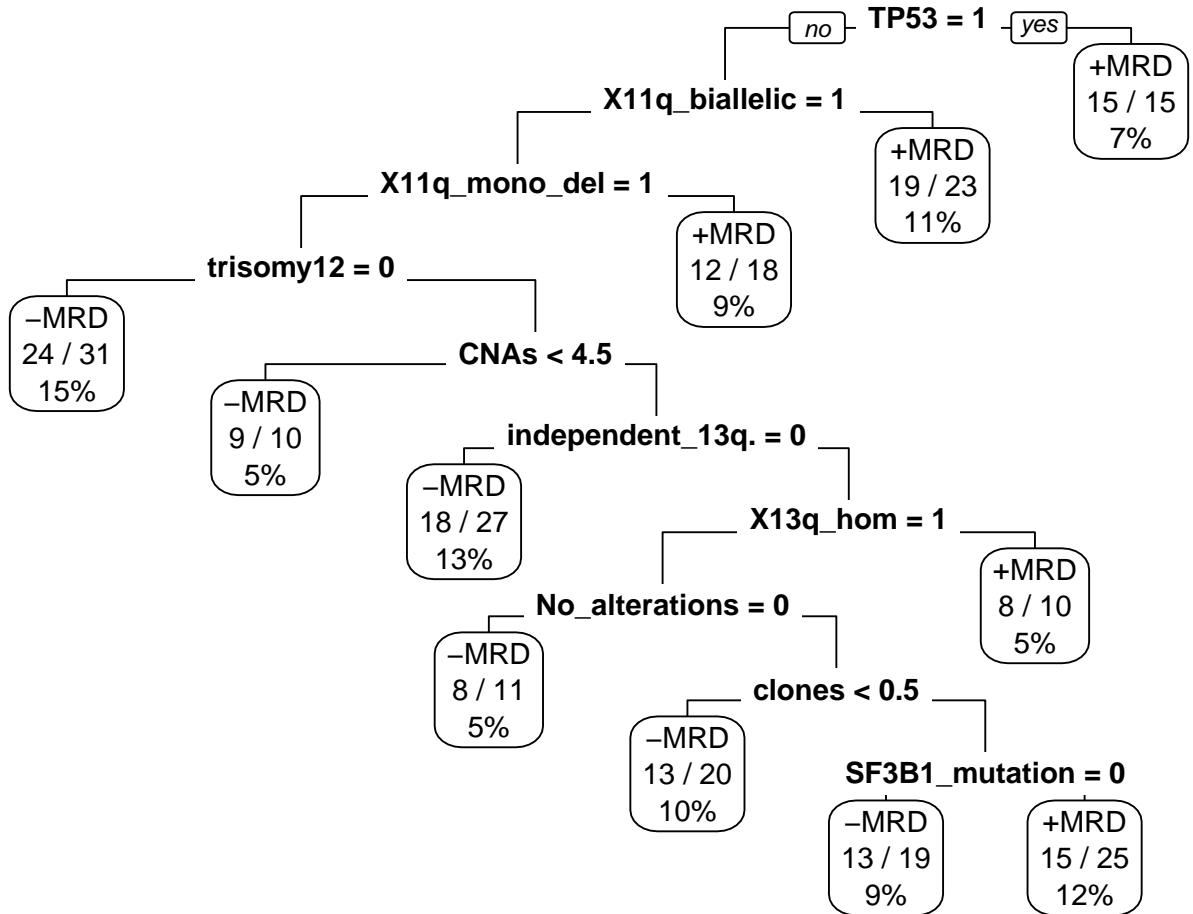 TP53 = 1
no
yes
+MRD
15 / 15
7%
X11q_biallelic = 1
+MRD
19 / 23
11%
X11q_mono_del = 1
+MRD
12 / 18
9%
trisomy12 = 0
–MRD
24 / 31
15%
CNAs < 4.5
–MRD
9 / 10
5%
independent_13q. = 0
–MRD
18 / 27
13%
X13q_hom = 1
+MRD
8 / 10
5%
No_alterations = 0
–MRD
8 / 11
5%
clones < 0.5
–MRD
13 / 20
10%
SF3B1_mutation = 0
–MRD
13 / 19
9%
+MRD
15 / 25
12%